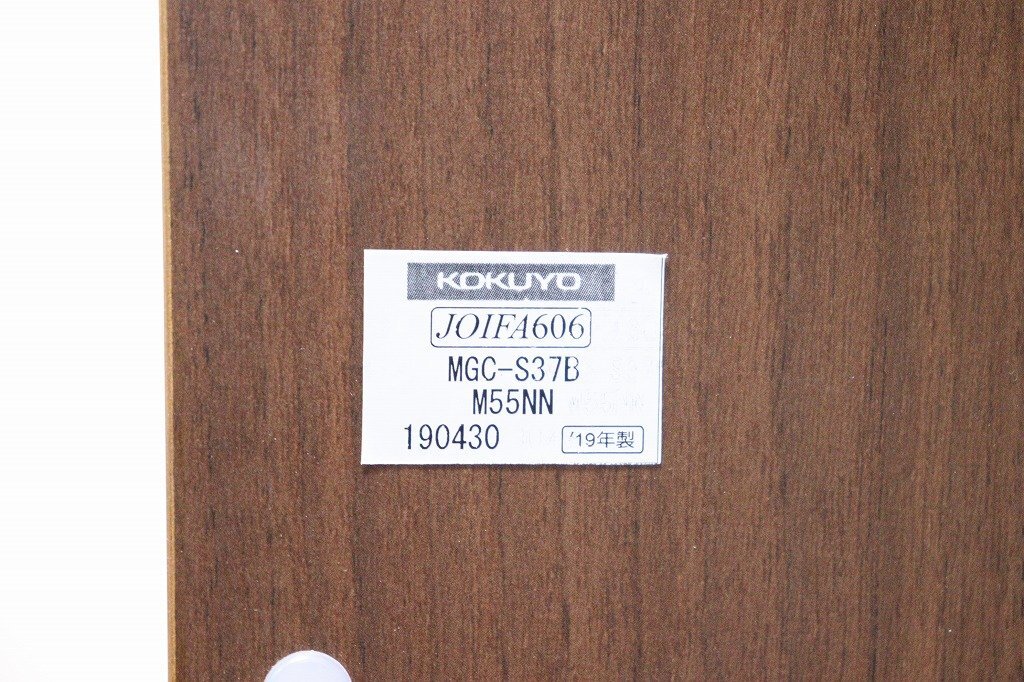 KOKUYO
JOIFA606
MGC-S37B
M55NN
190430 '19年製